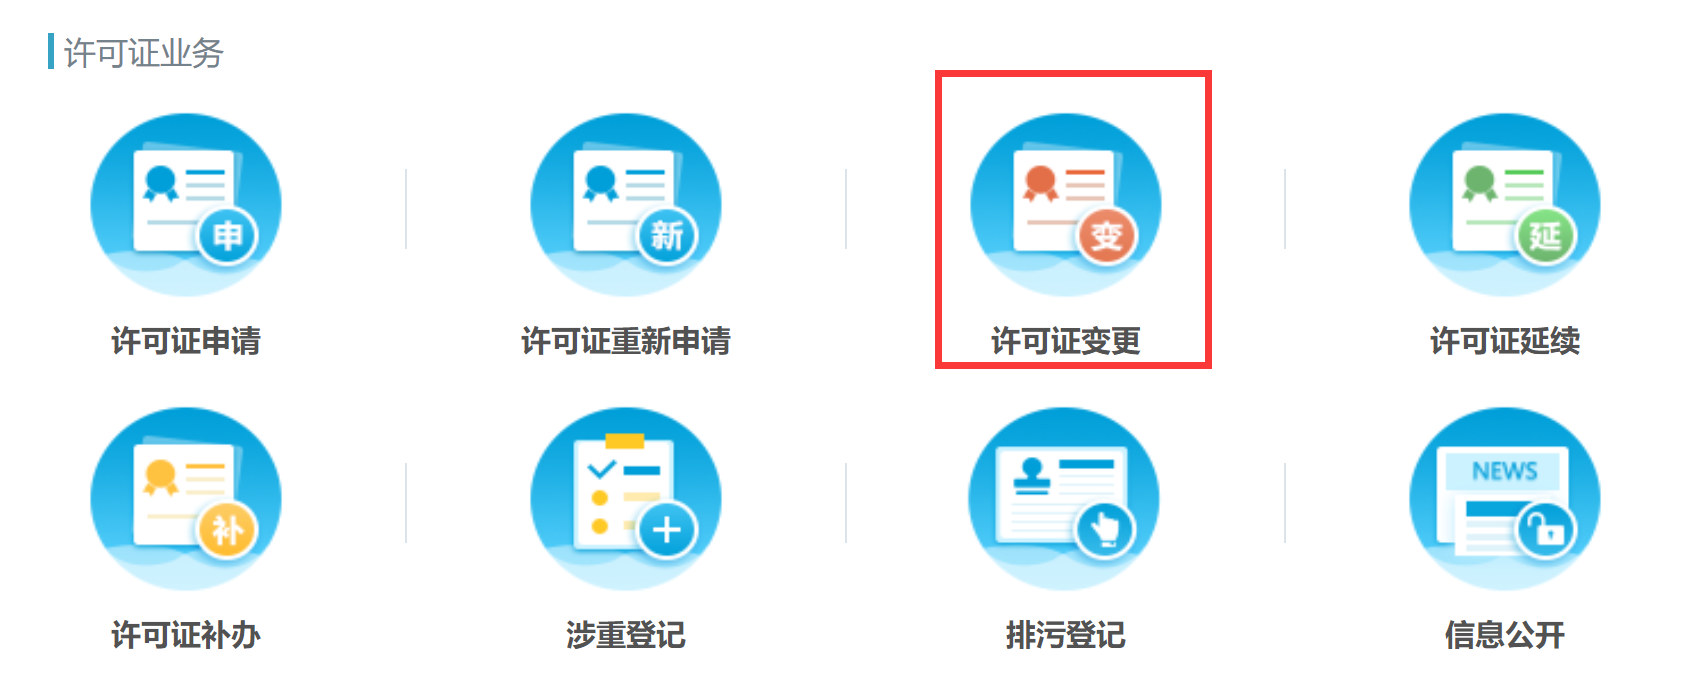 许可证业务
申
新
变
延
许可证申请
许可证重新申请
许可证变更
许可证延续
补
NEWS
许可证补办
涉重登记
排污登记
信息公开